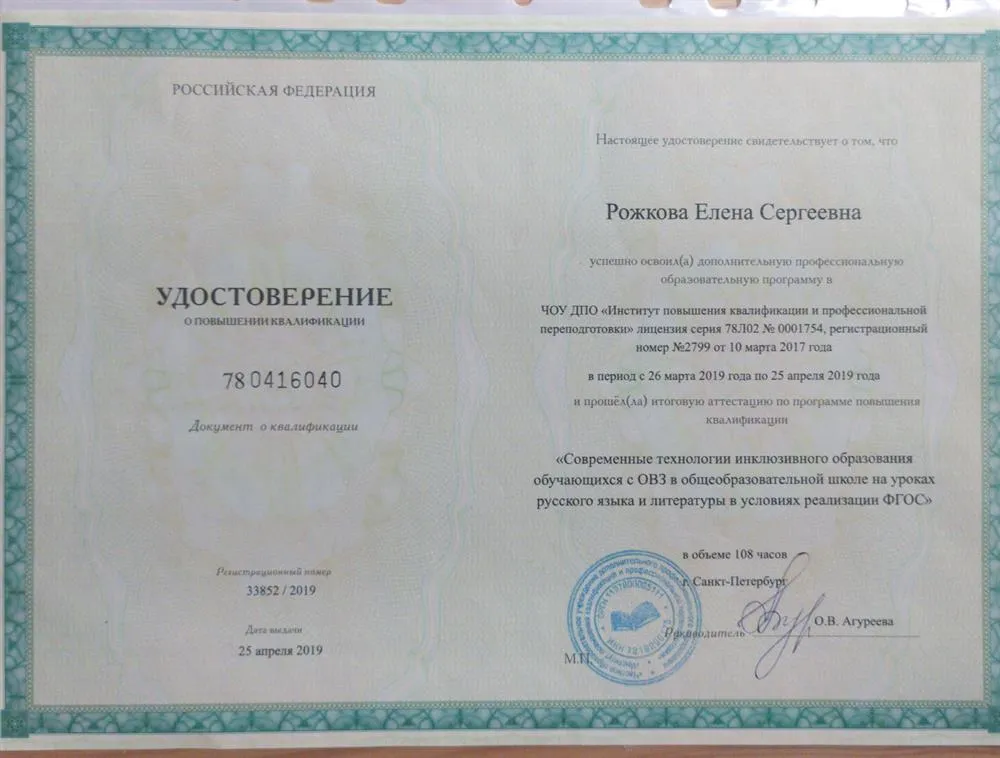 РОССИЙСКАЯ ФЕДЕРАЦИЯ
УДОСТОВЕРЕНИЕ
О ПОВЫШЕНИИ КВАЛИФИКАЦИИ
78 0416040
Документ о квалификации
Регистрационный номер
33852 / 2019
Дата выдачи
25 апреля 2019
Настоящее удостоверение свидетельствует о том, что
Рожкова Елена Сергеевна
успешно освоил(а) дополнительную профессиональную
образовательную программу в
ЧОУ ДПО «Институт повышения квалификации и профессиональной
переподготовки» лицензия серия 78Л02 № 0001754, регистрационный
номер №2799 от 10 марта 2017 года
в период с 26 марта 2019 года по 25 апреля 2019 года
и прошёл(ла) итоговую аттестацию по программе повышения
квалификации
«Современные технологии инклюзивного образования
обучающихся с ОВЗ в общеобразовательной школе на уроках
русского языка и литературы в условиях реализации ФГОС»
в объеме 108 часов
г. Санкт-Петербург
Руководитель
О.В. Агуреева
М.П.